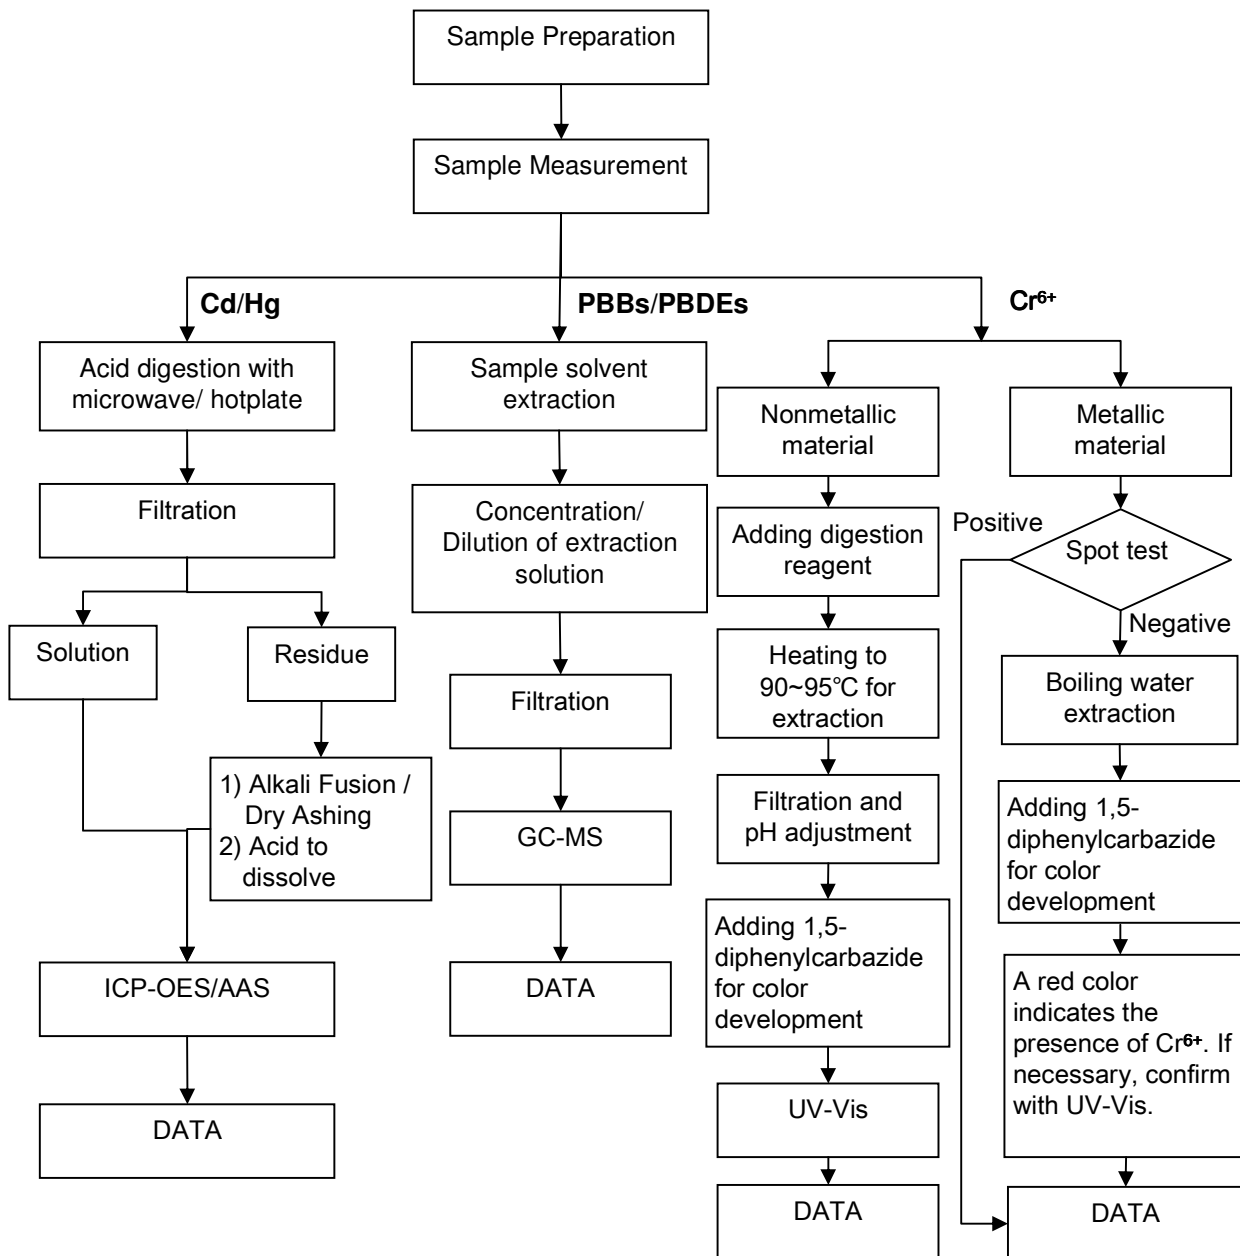 Sample Preparation
Sample Measurement
Cd/Hg
PBBs/PBDEs
Cr⁶⁺
Acid digestion with
microwave/ hotplate
Filtration
Solution
Residue
1) Alkali Fusion /
Dry Ashing
2) Acid to
dissolve
ICP-OES/AAS
DATA
Sample solvent
extraction
Concentration/
Dilution of extraction
solution
Filtration
GC-MS
DATA
Nonmetallic
material
Adding digestion
reagent
Heating to
90~95℃ for
extraction
Filtration and
pH adjustment
Adding 1,5-
diphenylcarbazide
for color
development
UV-Vis
DATA
Metallic
material
Positive
Spot test
Negative
Boiling water
extraction
Adding 1,5-
diphenylcarbazide
for color
development
A red color
indicates the
presence of Cr⁶⁺. If
necessary, confirm
with UV-Vis.
DATA